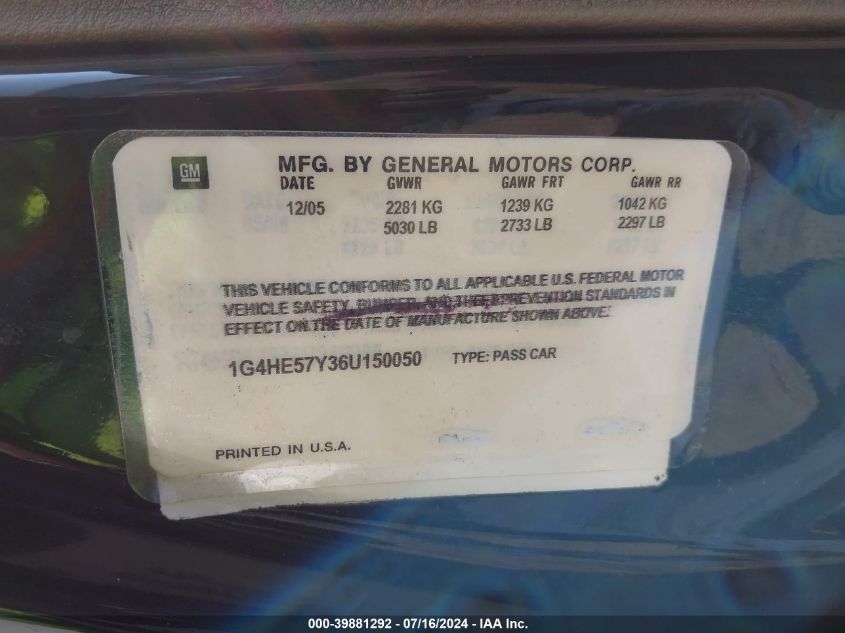 GM
MFG. BY GENERAL MOTORS CORP.
DATE GVWR GAWR FRT GAWR RR
12/05 2281 KG 1239 KG 1042 KG
5030 LB 2733 LB 2297 LB
THIS VEHICLE CONFORMS TO ALL APPLICABLE U.S. FEDERAL MOTOR
VEHICLE SAFETY, BUMPER, AND THEFT PREVENTION STANDARDS IN
EFFECT ON THE DATE OF MANUFACTURE SHOWN ABOVE.
1G4HE57Y36U150050 TYPE: PASS CAR
PRINTED IN U.S.A.
000-39881292 - 07/16/2024 - IAA Inc.